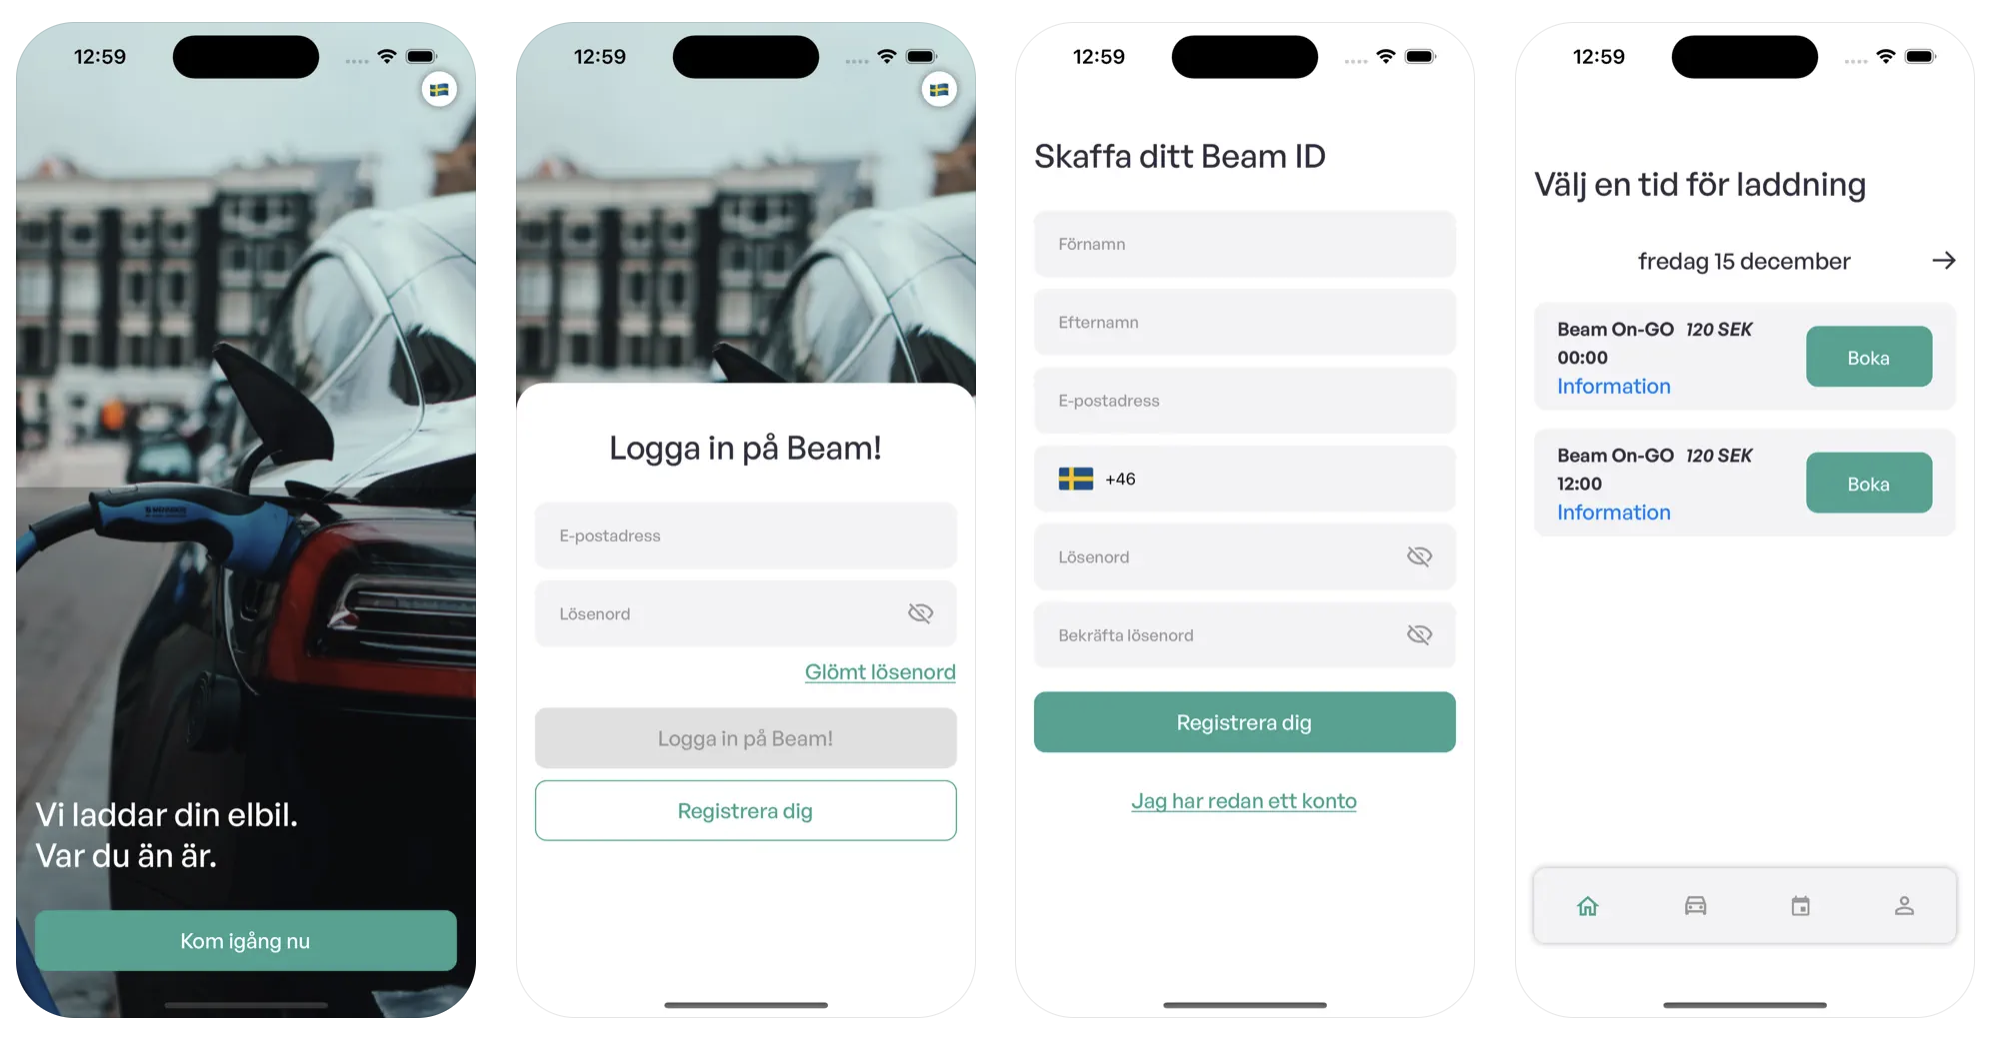 12:59
Vi laddar din elbil.
Var du än är.
Kom igång nu
12:59
Logga in på Beam!
E-postadress
Lösenord
Glömt lösenord
Logga in på Beam!
Registrera dig
12:59
Skaffa ditt Beam ID
Förnamn
Efternamn
E-postadress
+46
Lösenord
Bekräfta lösenord
Registrera dig
Jag har redan ett konto
12:59
Välj en tid för laddning
fredag 15 december
Beam On-GO 120 SEK
00:00
Information
Boka
Beam On-GO 120 SEK
12:00
Information
Boka